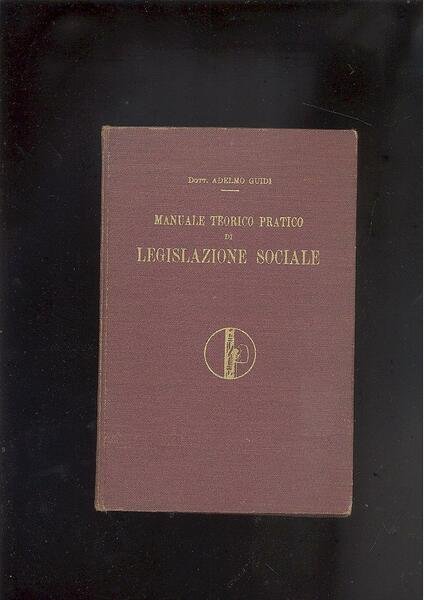 Dott. ADELMO GUIDI
MANUALE TEORICO PRATICO
DI
LEGISLAZIONE SOCIALE